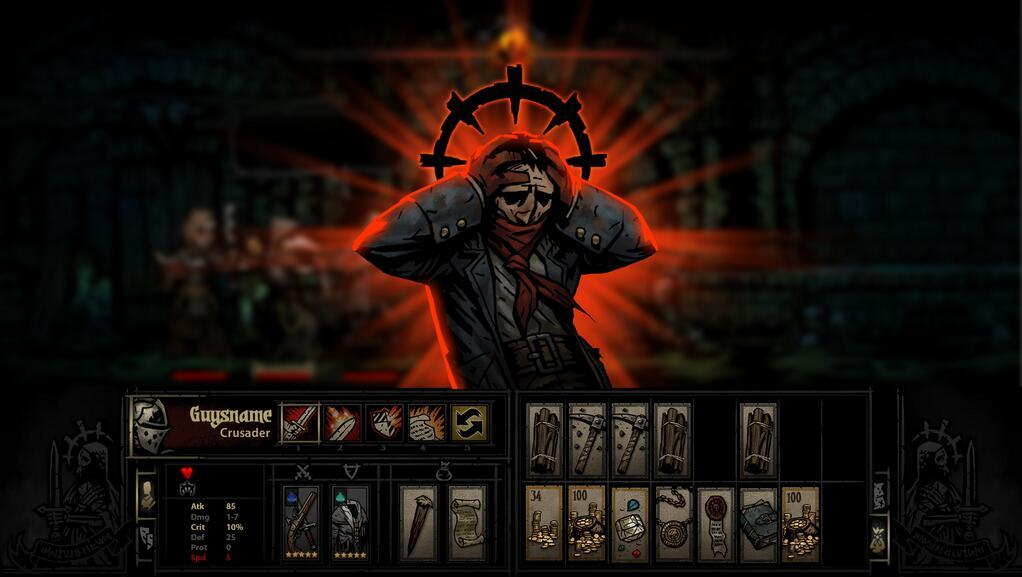 Guysname
Crusader
1 2 3 4 5
Atk 85
Dmg 1-7
Crit 10%
Def 25
Prot 0
Spd 5
34 100
100